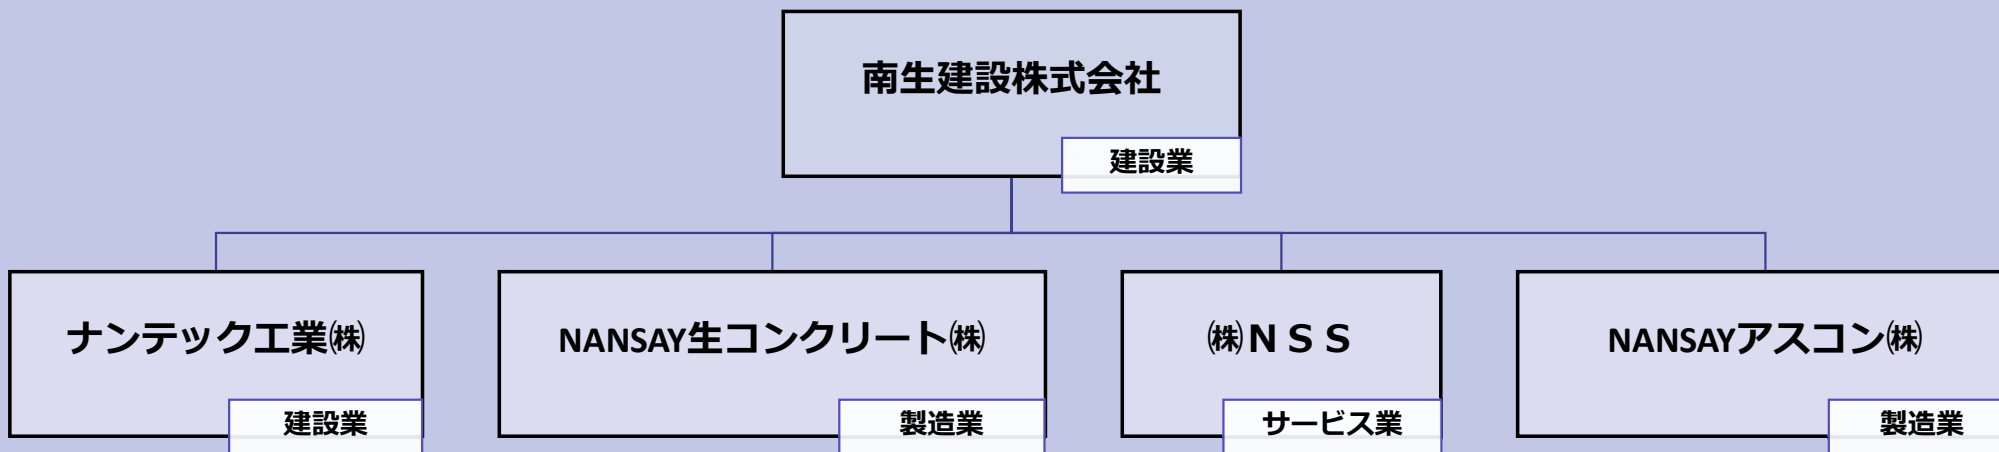 南生建設株式会社
建設業
ナンテック工業㈱
建設業
NANSAY生コンクリート㈱
製造業
㈱ＮＳＳ
サービス業
NANSAYアスコン㈱
製造業